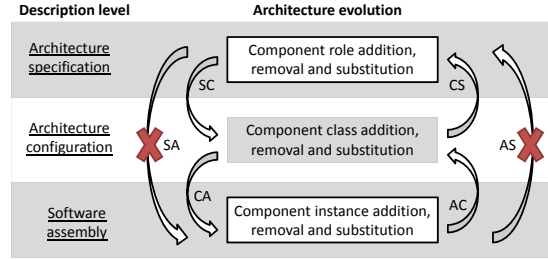 Description level
Architecture evolution
Architecture
specification
Component role addition,
removal and substitution
SC
CS
Architecture
configuration
SA
Component class addition,
removal and substitution
AS
CA
AC
Software
assembly
Component instance addition,
removal and substitution